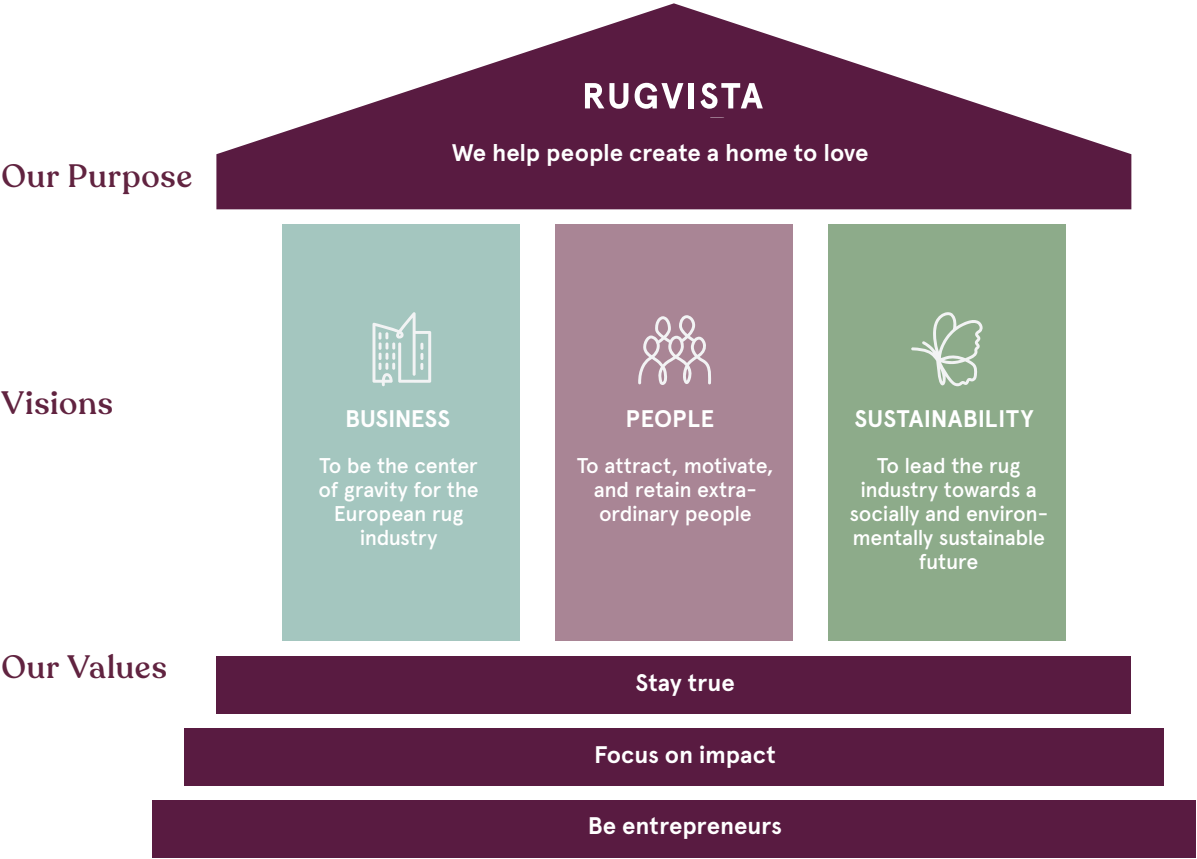 RUGVISTA
We help people create a home to love
Our Purpose
Visions
BUSINESS
To be the center
of gravity for the
European rug
industry
PEOPLE
To attract, motivate,
and retain extra-
ordinary people
SUSTAINABILITY
To lead the rug
industry towards a
socially and environ-
mentally sustainable
future
Our Values
Stay true
Focus on impact
Be entrepreneurs